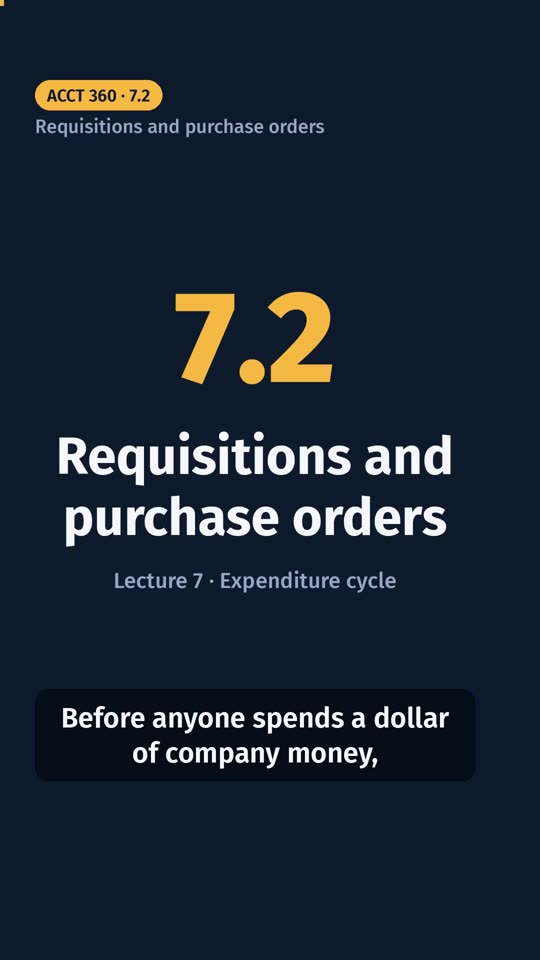 ACCT 360 · 7.2
Requisitions and purchase orders
7.2
Requisitions and
purchase orders
Lecture 7 · Expenditure cycle
Before anyone spends a dollar
of company money,